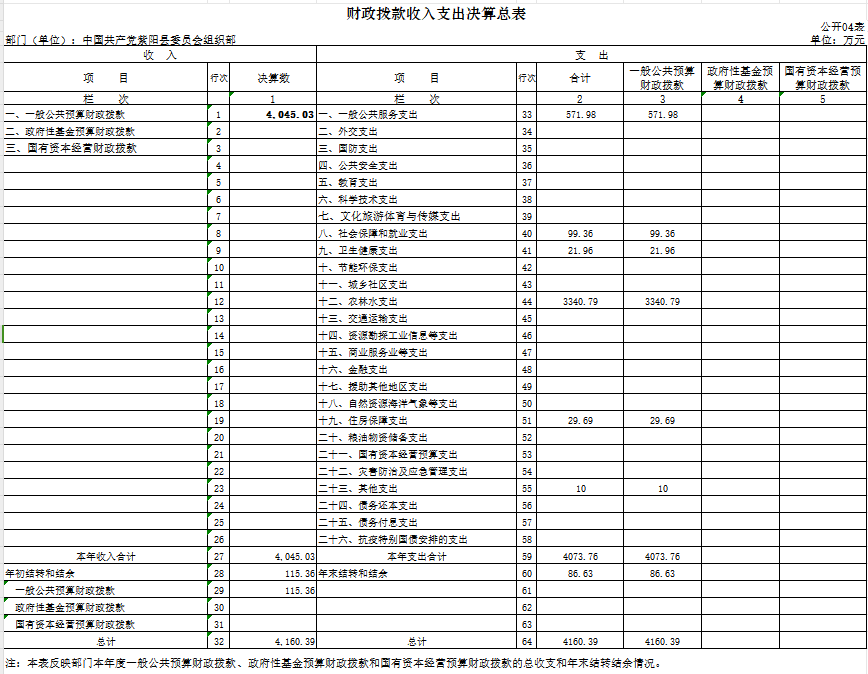 财政拨款收入支出决算总表
公开04表
部门（单位）：中国共产党紫阳县委员会组织部 单位：万元
收 入 支 出
项 目 行次 决算数 项 目 行次 合计 一般公共预算财政拨款 政府性基金预算财政拨款 国有资本经营预算财政拨款
栏 次 1 栏 次 2 3 4 5
一、一般公共预算财政拨款 1 4,045.03 一、一般公共服务支出 33 571.98 571.98
二、政府性基金预算财政拨款 2 二、外交支出 34
三、国有资本经营财政拨款 3 三、国防支出 35
4 四、公共安全支出 36
5 五、教育支出 37
6 六、科学技术支出 38
7 七、文化旅游体育与传媒支出 39
8 八、社会保障和就业支出 40 99.36 99.36
9 九、卫生健康支出 41 21.96 21.96
10 十、节能环保支出 42
11 十一、城乡社区支出 43
12 十二、农林水支出 44 3340.79 3340.79
13 十三、交通运输支出 45
14 十四、资源勘探工业信息等支出 46
15 十五、商业服务业等支出 47
16 十六、金融支出 48
17 十七、援助其他地区支出 49
18 十八、自然资源海洋气象等支出 50
19 十九、住房保障支出 51 29.69 29.69
20 二十、粮油物资储备支出 52
21 二十一、国有资本经营预算支出 53
22 二十二、灾害防治及应急管理支出 54
23 二十三、其他支出 55 10 10
24 二十四、债务还本支出 56
25 二十五、债务付息支出 57
26 二十六、抗疫特别国债安排的支出 58
本年收入合计 27 4,045.03 本年支出合计 59 4073.76 4073.76
年初结转和结余 28 115.36 年末结转和结余 60 86.63 86.63
一般公共预算财政拨款 29 115.36 61
政府性基金预算财政拨款 30 62
国有资本经营预算财政拨款 31 63
总计 32 4,160.39 总计 64 4160.39 4160.39
注：本表反映部门本年度一般公共预算财政拨款、政府性基金预算财政拨款和国有资本经营预算财政拨款的总收支和年末结转结余情况。